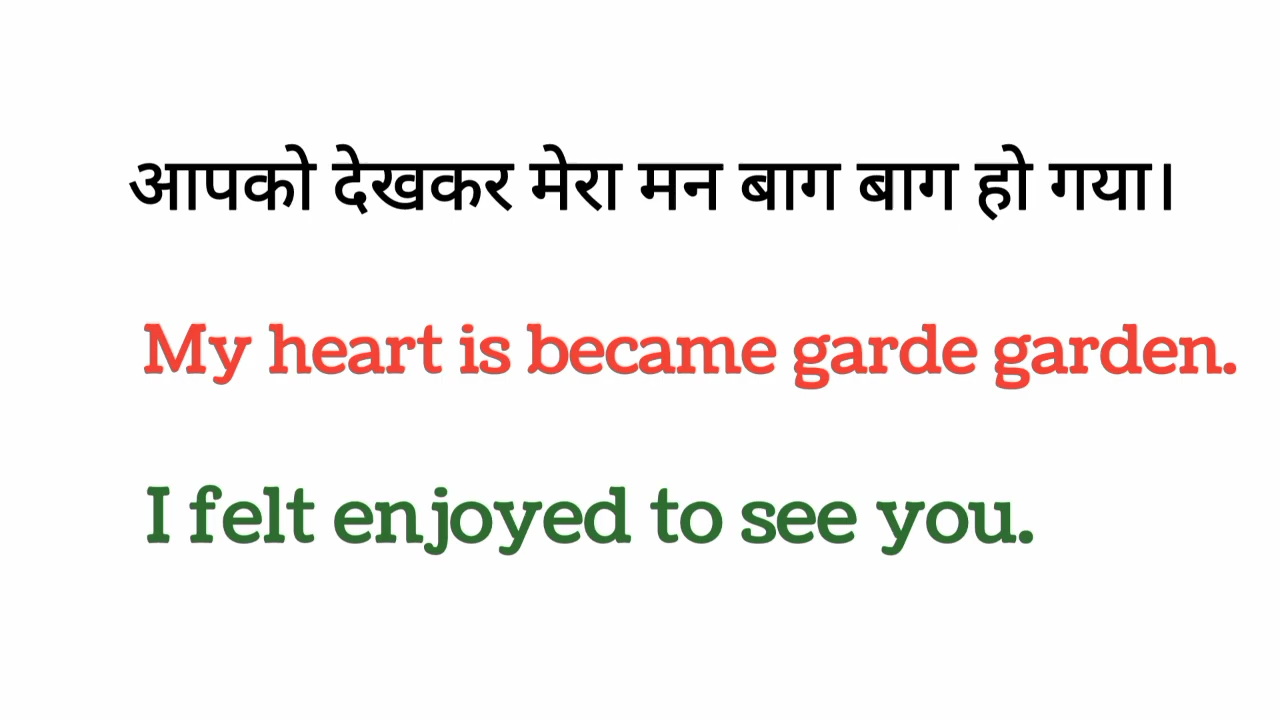 आपको देखकर मेरा मन बाग बाग हो गया।
My heart is became garde garden.
I felt enjoyed to see you.